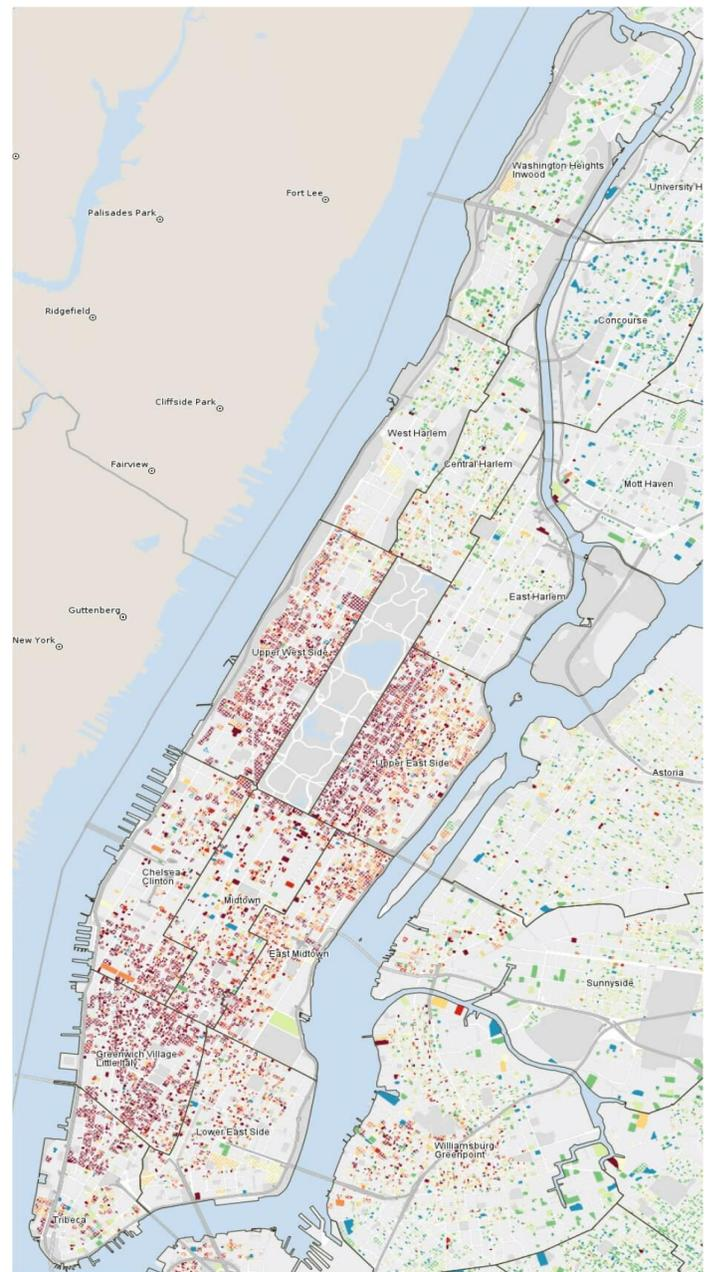 Washington Heights
Inwood
University H
Fort Lee
Palisades Park
Ridgefield
Concourse
Cliffside Park
West Harlem
Central Harlem
Fairview
Mott Haven
East Harlem
Guttenberg
New York
Upper West Side
Upper East Side
Astoria
Chelsea
Clinton
Midtown
East Midtown
Sunnyside
Greenwich Village
Little Italy
Lower East Side
Williamsburg
Greenpoint
Tribeca